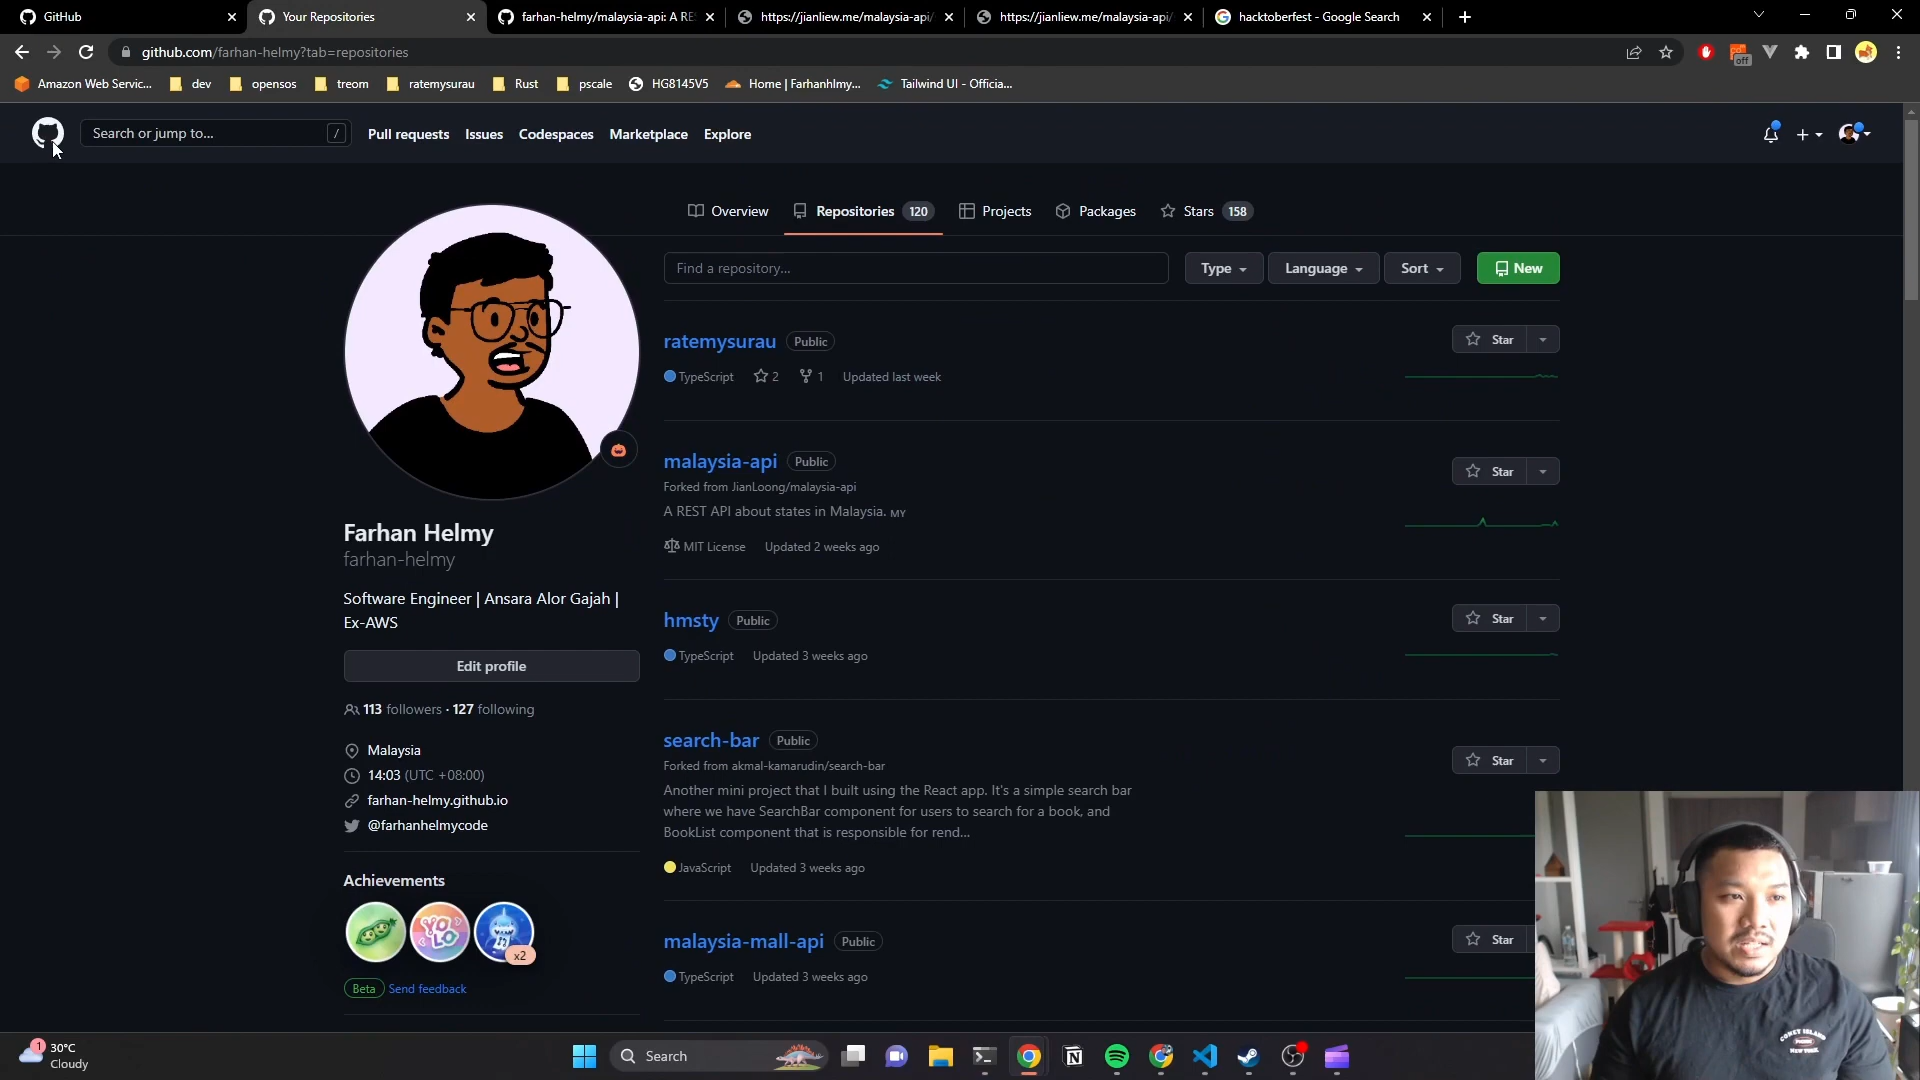 GitHub
Your Repositories
farhan-helmy/malaysia-api: A RE
https://jianliew.me/malaysia-api/
https://jianliew.me/malaysia-api/
hacktoberfest - Google Search
github.com/farhan-helmy?tab=repositories
off
Amazon Web Servic...
dev
opensos
treom
ratemysurau
Rust
pscale
HG8145V5
Home | Farhanhlmy...
Tailwind UI - Officia...
Search or jump to...
/
Pull requests
Issues
Codespaces
Marketplace
Explore
Overview
Repositories 120
Projects
Packages
Stars 158
Find a repository...
Type
Language
Sort
New
ratemysurau Public
Star
TypeScript 2 1 Updated last week
malaysia-api Public
Star
Forked from JianLoong/malaysia-api
A REST API about states in Malaysia. MY
MIT License Updated 2 weeks ago
Farhan Helmy
farhan-helmy
Software Engineer | Ansara Alor Gajah |
Ex-AWS
Edit profile
113 followers · 127 following
Malaysia
14:03 (UTC +08:00)
farhan-helmy.github.io
@farhanhelmycode
Achievements
YOLO
x2
Beta Send feedback
hmsty Public
Star
TypeScript Updated 3 weeks ago
search-bar Public
Star
Forked from akmal-kamarudin/search-bar
Another mini project that I built using the React app. It's a simple search bar
where we have SearchBar component for users to search for a book, and
BookList component that is responsible for rend...
JavaScript Updated 3 weeks ago
malaysia-mall-api Public
Star
TypeScript Updated 3 weeks ago
CONEY ISLAND
NEW YORK
1
30°C
Cloudy
Search